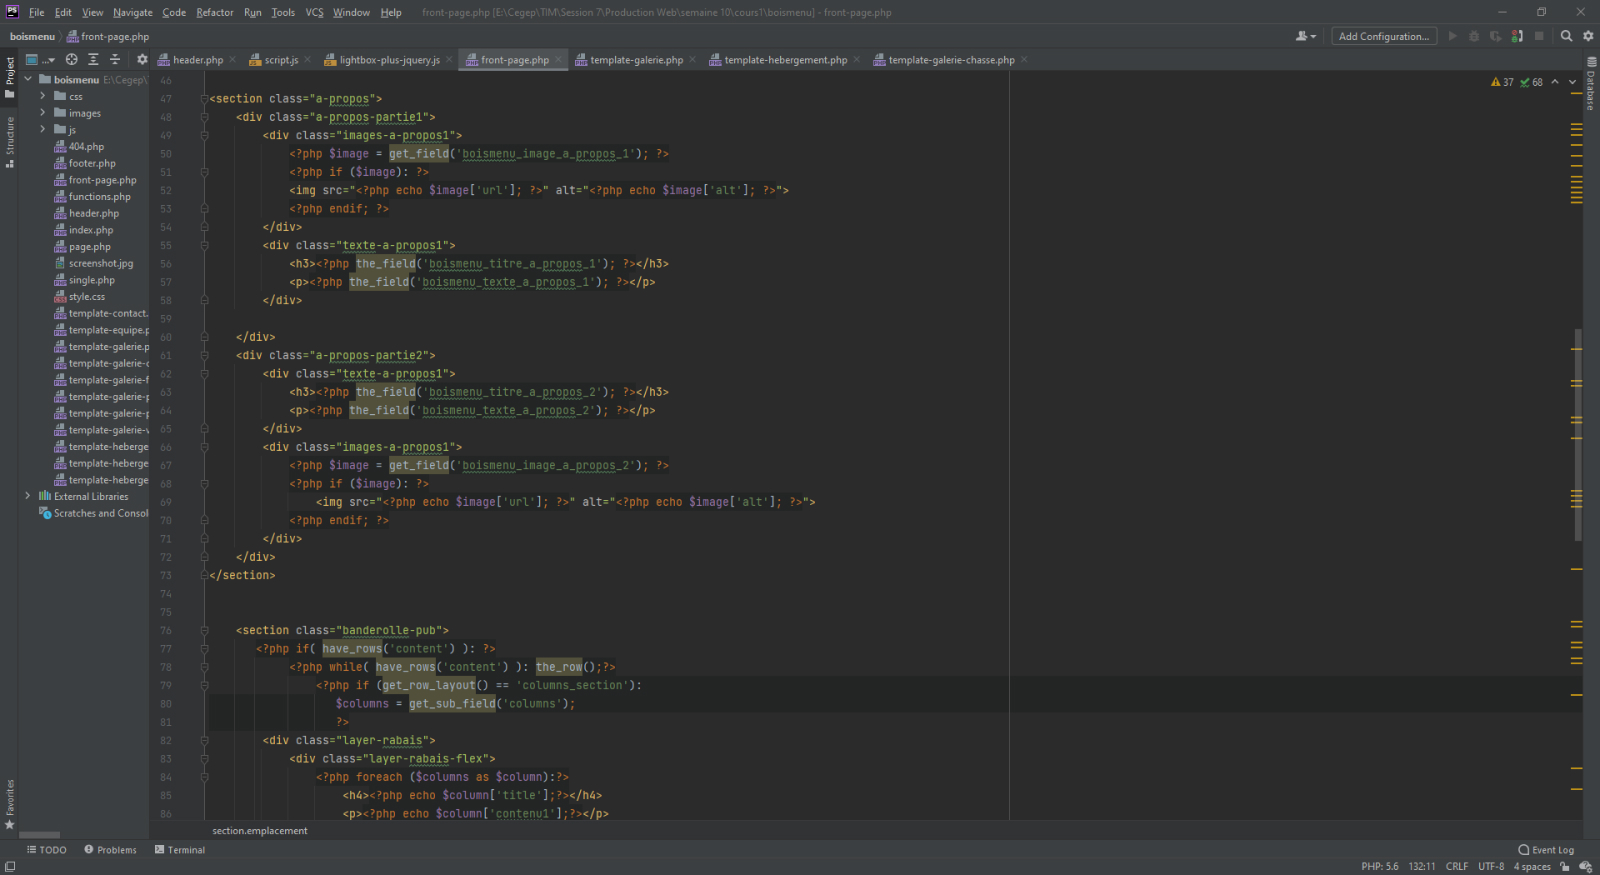 PS File Edit View Navigate Code Refactor Run Tools VCS Window Help front-page.php [E:\Cegep\TIM\Session 7\Production Web\semaine 10\cours1\boismenu] - front-page.php
boismenu front-page.php Add Configuration...
header.php script.js lightbox-plus-jquery.js front-page.php template-galerie.php template-hebergement.php template-galerie-chasse.php
Project
Structure
Favorites
Database
boismenu E:\Cegep\
css
images
js
404.php
footer.php
front-page.php
functions.php
header.php
index.php
page.php
screenshot.jpg
single.php
style.css
template-contact.
template-equipe.p
template-galerie.p
template-galerie-c
template-galerie-f
template-galerie-p
template-galerie-p
template-galerie-v
template-heberge
template-heberge
template-heberge
External Libraries
Scratches and Consol
37 68
46
47 <section class="a-propos">
48 <div class="a-propos-partie1">
49 <div class="images-a-propos1">
50 <?php $image = get_field('boismenu_image_a_propos_1'); ?>
51 <?php if ($image): ?>
52 <img src="<?php echo $image['url']; ?>" alt="<?php echo $image['alt']; ?>">
53 <?php endif; ?>
54 </div>
55 <div class="texte-a-propos1">
56 <h3><?php the_field('boismenu_titre_a_propos_1'); ?></h3>
57 <p><?php the_field('boismenu_texte_a_propos_1'); ?></p>
58 </div>
59
60 </div>
61 <div class="a-propos-partie2">
62 <div class="texte-a-propos1">
63 <h3><?php the_field('boismenu_titre_a_propos_2'); ?></h3>
64 <p><?php the_field('boismenu_texte_a_propos_2'); ?></p>
65 </div>
66 <div class="images-a-propos1">
67 <?php $image = get_field('boismenu_image_a_propos_2'); ?>
68 <?php if ($image): ?>
69 <img src="<?php echo $image['url']; ?>" alt="<?php echo $image['alt']; ?>">
70 <?php endif; ?>
71 </div>
72 </div>
73 </section>
74
75
76 <section class="banderolle-pub">
77 <?php if( have_rows('content') ): ?>
78 <?php while( have_rows('content') ): the_row();?>
79 <?php if (get_row_layout() == 'columns_section'):
80 $columns = get_sub_field('columns');
81 ?>
82 <div class="layer-rabais">
83 <div class="layer-rabais-flex">
84 <?php foreach ($columns as $column):?>
85 <h4><?php echo $column['title'];?></h4>
86 <p><?php echo $column['contenu1'];?></p>
section.emplacement
TODO Problems Terminal Event Log
PHP: 5.6 132:11 CRLF UTF-8 4 spaces